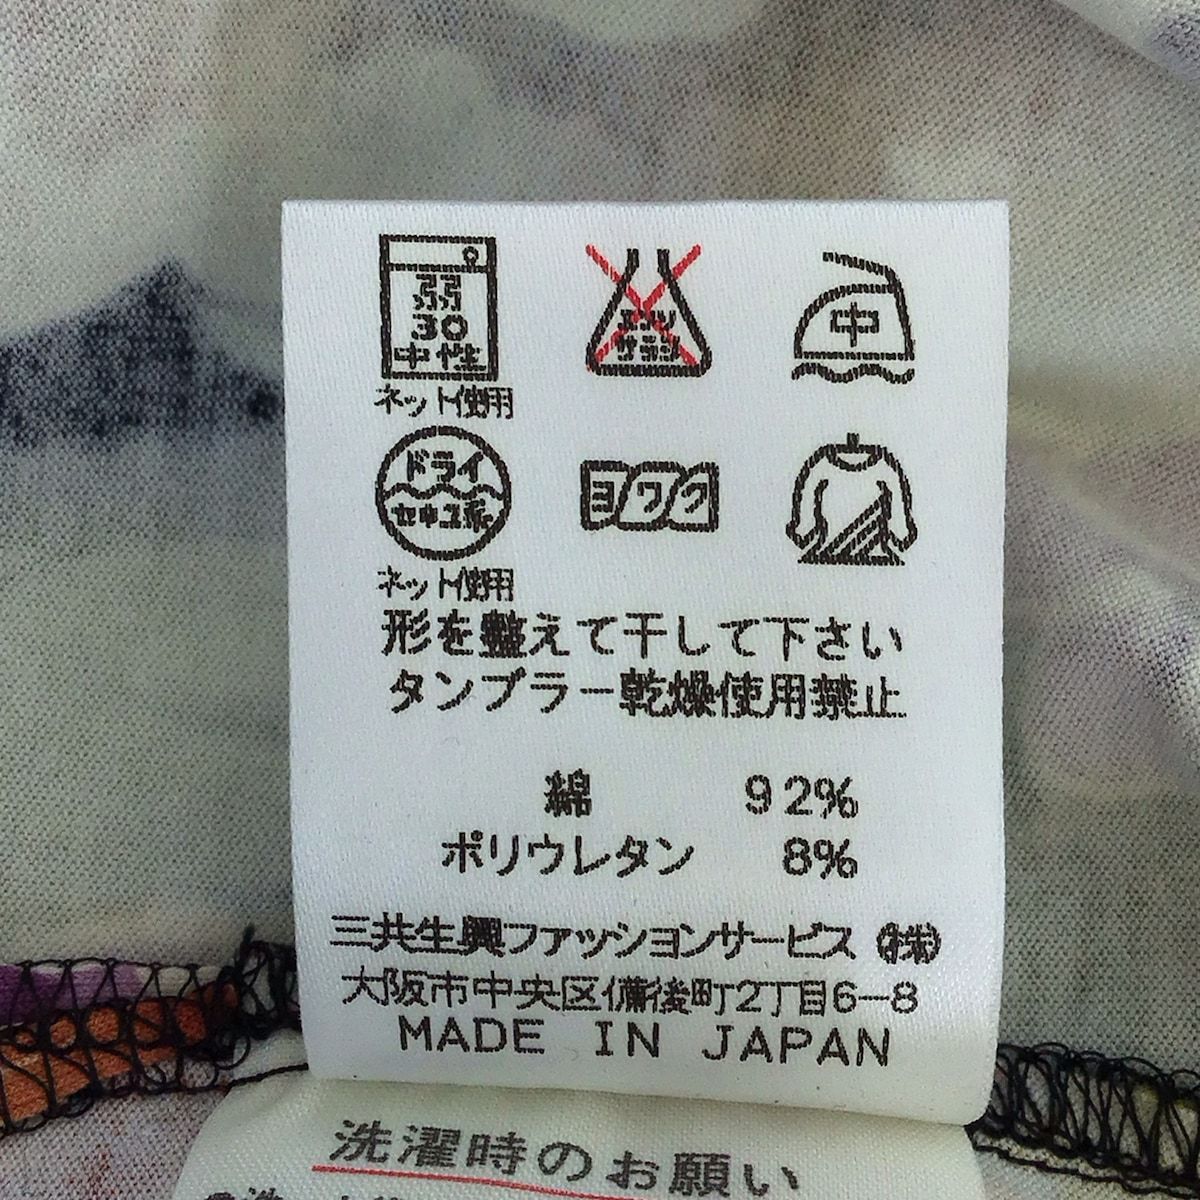 弱
30
中性
ネット使用
エンソ
サラシ
中
ドライ
セキユ系
ネット使用
ヨワク
形を整えて干して下さい
タンブラー乾燥使用禁止
綿 92%
ポリウレタン 8%
三共生興ファッションサービス ㈱
大阪市中央区備後町2丁目6-8
MADE IN JAPAN
洗濯時のお願い